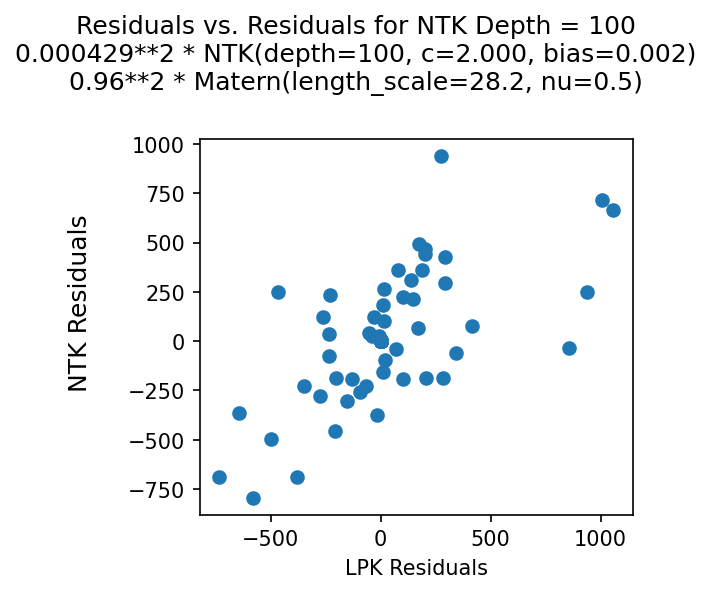 Residuals vs. Residuals for NTK Depth = 100
0.000429**2 * NTK(depth=100, c=2.000, bias=0.002)
0.96**2 * Matern(length_scale=28.2, nu=0.5)
1000
750
500
250
0
−250
−500
−750
NTK Residuals
−500
0
500
1000
LPK Residuals